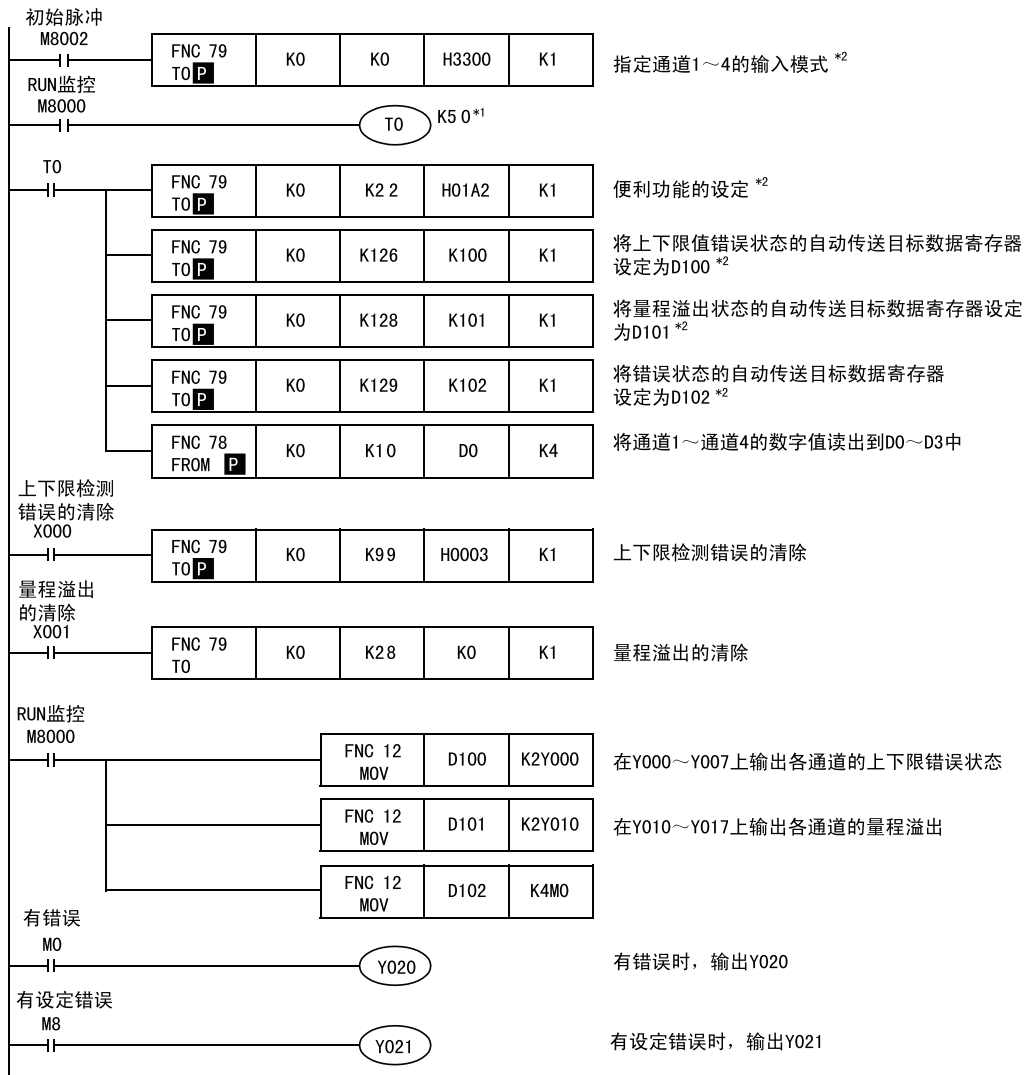 初始脉冲
M8002
FNC 79 TO P K0 K0 H3300 K1 指定通道1～4的输入模式 *2
RUN监控
M8000
T0 K50 *1
T0
FNC 79 TO P K0 K22 H01A2 K1 便利功能的设定 *2
FNC 79 TO P K0 K126 K100 K1 将上下限值错误状态的自动传送目标数据寄存器
设定为D100 *2
FNC 79 TO P K0 K128 K101 K1 将量程溢出状态的自动传送目标数据寄存器设定
为D101 *2
FNC 79 TO P K0 K129 K102 K1 将错误状态的自动传送目标数据寄存器
设定为D102 *2
FNC 78 FROM P K0 K10 D0 K4 将通道1～通道4的数字值读出到D0～D3中
上下限检测
错误的清除
X000
FNC 79 TO P K0 K99 H0003 K1 上下限检测错误的清除
量程溢出
的清除
X001
FNC 79 TO K0 K28 K0 K1 量程溢出的清除
RUN监控
M8000
FNC 12 MOV D100 K2Y000 在Y000～Y007上输出各通道的上下限错误状态
FNC 12 MOV D101 K2Y010 在Y010～Y017上输出各通道的量程溢出
FNC 12 MOV D102 K4M0
有错误
M0
Y020 有错误时，输出Y020
有设定错误
M8
Y021 有设定错误时，输出Y021